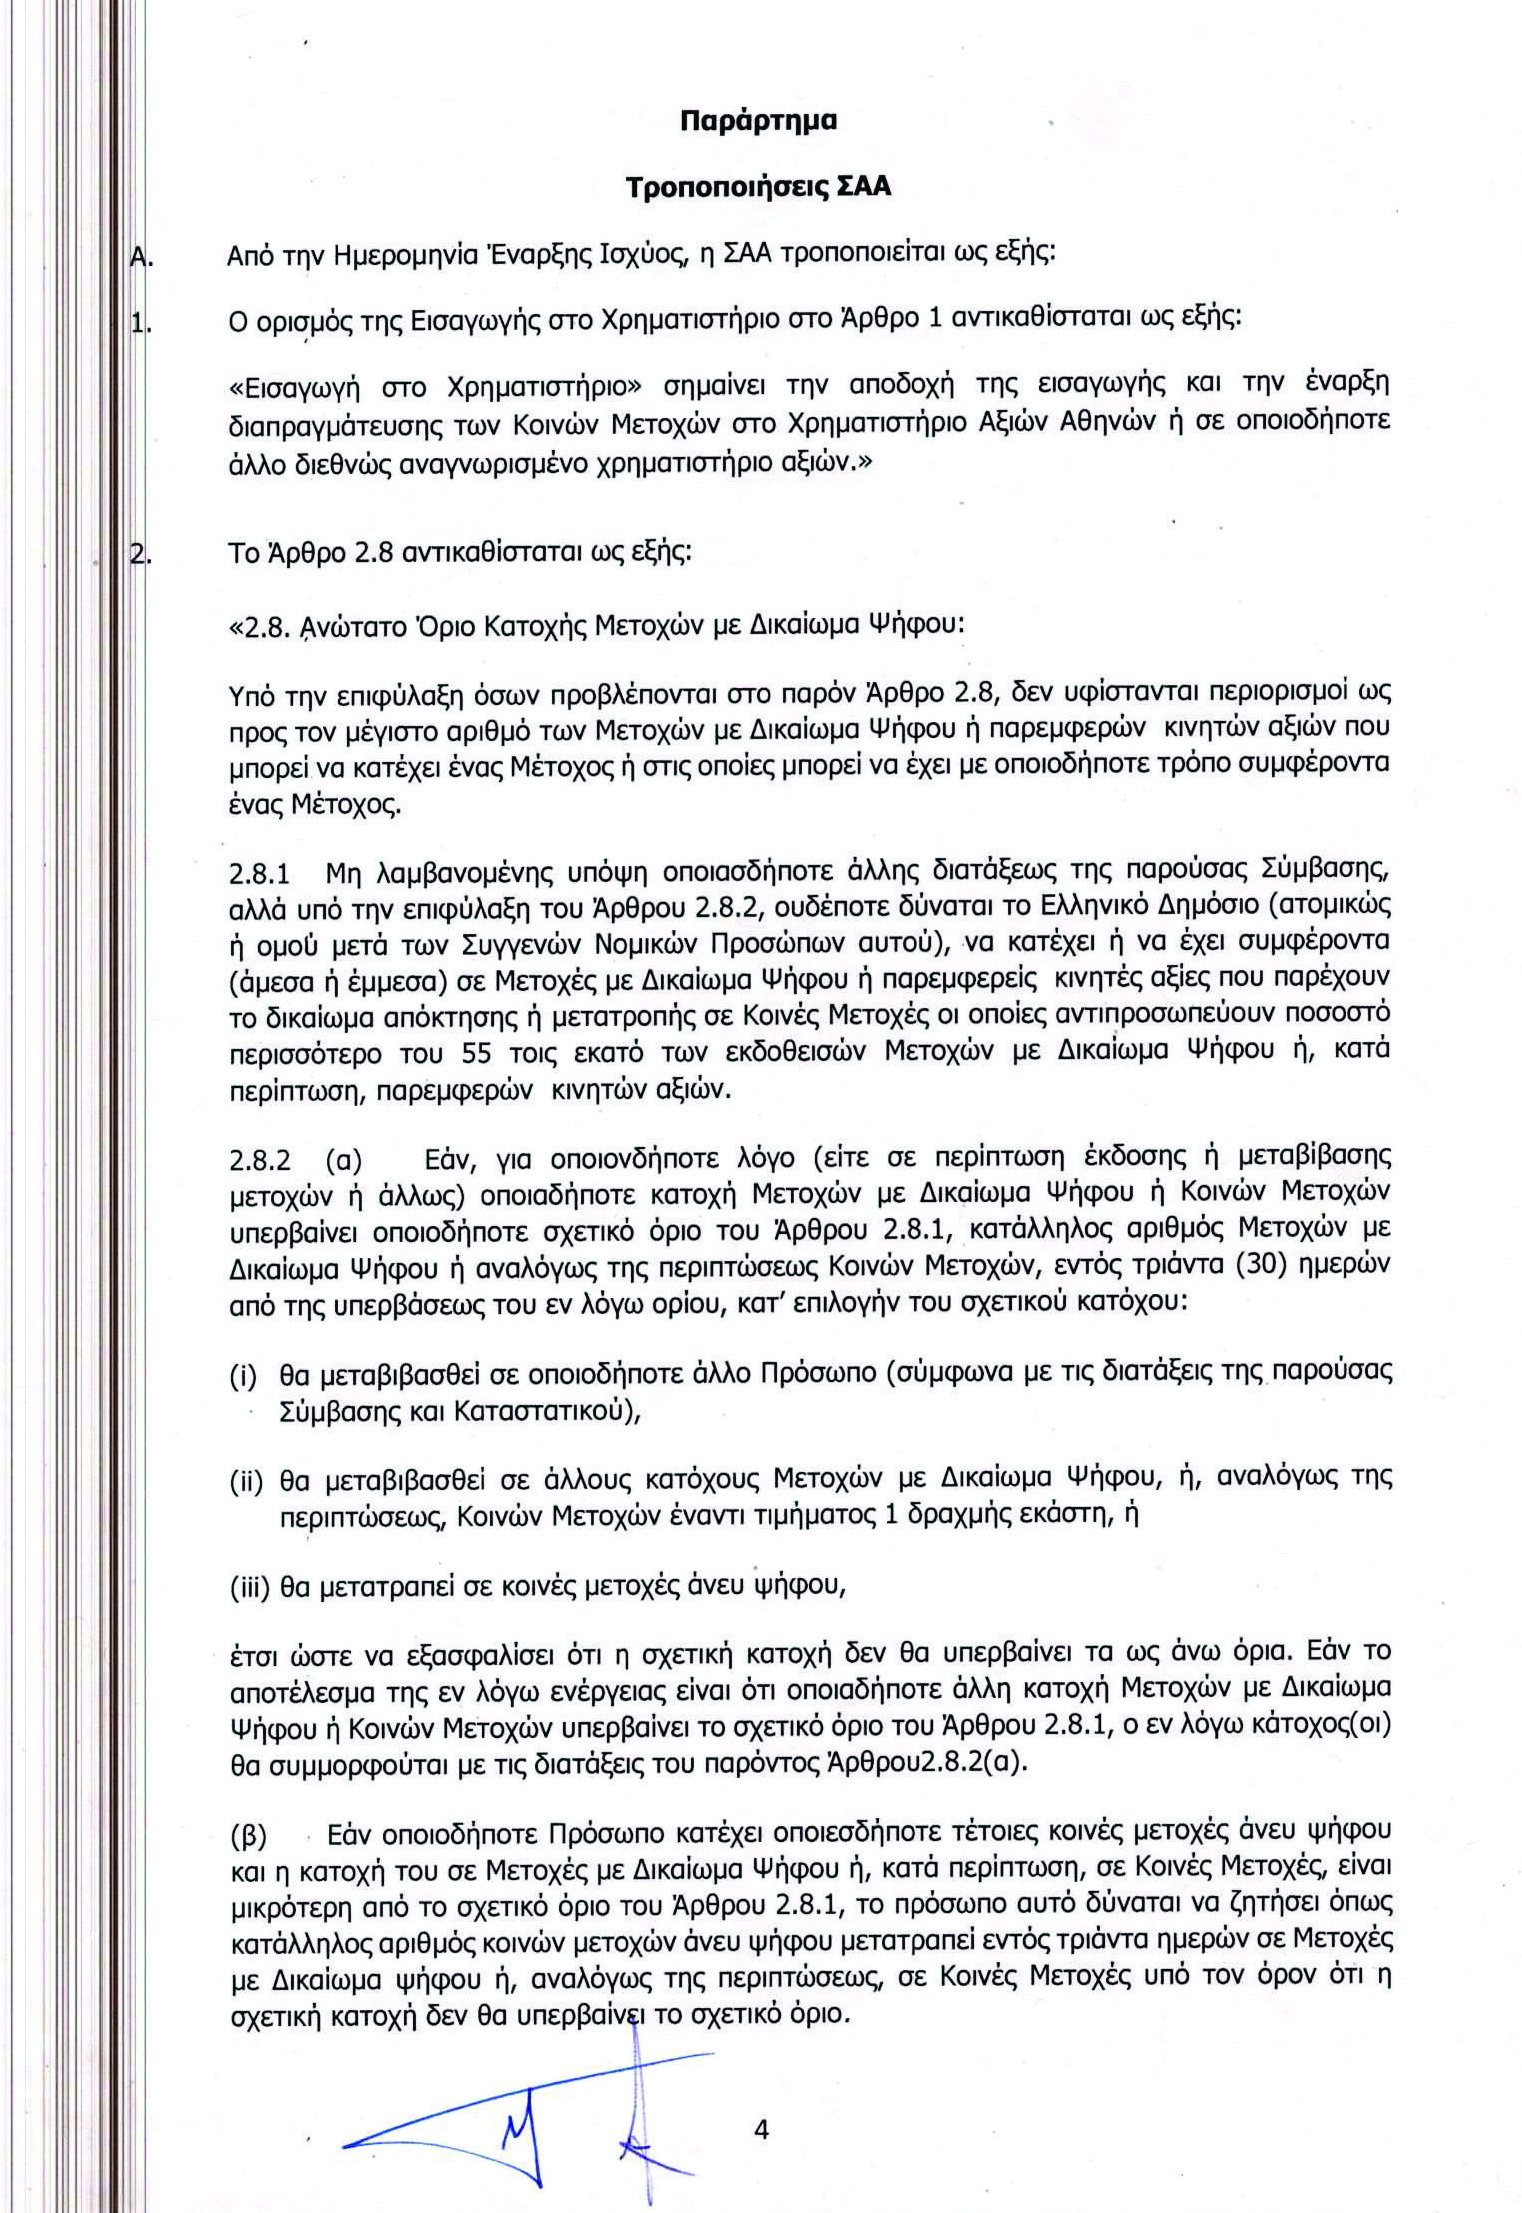 Παράρτημα
Τροποποιήσεις ΣΑΑ
Α. Από την Ημερομηνία Έναρξης Ισχύος, η ΣΑΑ τροποποιείται ως εξής:
1. Ο ορισμός της Εισαγωγής στο Χρηματιστήριο στο Άρθρο 1 αντικαθίσταται ως εξής:
«Εισαγωγή στο Χρηματιστήριο» σημαίνει την αποδοχή της εισαγωγής και την έναρξη
διαπραγμάτευσης των Κοινών Μετοχών στο Χρηματιστήριο Αξιών Αθηνών ή σε οποιοδήποτε
άλλο διεθνώς αναγνωρισμένο χρηματιστήριο αξιών.»
2. Το Άρθρο 2.8 αντικαθίσταται ως εξής:
«2.8. Ανώτατο Όριο Κατοχής Μετοχών με Δικαίωμα Ψήφου:
Υπό την επιφύλαξη όσων προβλέπονται στο παρόν Άρθρο 2.8, δεν υφίστανται περιορισμοί ως
προς τον μέγιστο αριθμό των Μετοχών με Δικαίωμα Ψήφου ή παρεμφερών κινητών αξιών που
μπορεί να κατέχει ένας Μέτοχος ή στις οποίες μπορεί να έχει με οποιοδήποτε τρόπο συμφέροντα
ένας Μέτοχος.
2.8.1 Μη λαμβανομένης υπόψη οποιασδήποτε άλλης διατάξεως της παρούσας Σύμβασης,
αλλά υπό την επιφύλαξη του Άρθρου 2.8.2, ουδέποτε δύναται το Ελληνικό Δημόσιο (ατομικώς
ή ομού μετά των Συγγενών Νομικών Προσώπων αυτού), να κατέχει ή να έχει συμφέροντα
(άμεσα ή έμμεσα) σε Μετοχές με Δικαίωμα Ψήφου ή παρεμφερείς κινητές αξίες που παρέχουν
το δικαίωμα απόκτησης ή μετατροπής σε Κοινές Μετοχές οι οποίες αντιπροσωπεύουν ποσοστό
περισσότερο του 55 τοις εκατό των εκδοθεισών Μετοχών με Δικαίωμα Ψήφου ή, κατά
περίπτωση, παρεμφερών κινητών αξιών.
2.8.2 (α) Εάν, για οποιονδήποτε λόγο (είτε σε περίπτωση έκδοσης ή μεταβίβασης
μετοχών ή άλλως) οποιαδήποτε κατοχή Μετοχών με Δικαίωμα Ψήφου ή Κοινών Μετοχών
υπερβαίνει οποιοδήποτε σχετικό όριο του Άρθρου 2.8.1, κατάλληλος αριθμός Μετοχών με
Δικαίωμα Ψήφου ή αναλόγως της περιπτώσεως Κοινών Μετοχών, εντός τριάντα (30) ημερών
από της υπερβάσεως του εν λόγω ορίου, κατ’ επιλογήν του σχετικού κατόχου:
(i) θα μεταβιβασθεί σε οποιοδήποτε άλλο Πρόσωπο (σύμφωνα με τις διατάξεις της παρούσας
Σύμβασης και Καταστατικού),
(ii) θα μεταβιβασθεί σε άλλους κατόχους Μετοχών με Δικαίωμα Ψήφου, ή, αναλόγως της
περιπτώσεως, Κοινών Μετοχών έναντι τιμήματος 1 δραχμής εκάστη, ή
(iii) θα μετατραπεί σε κοινές μετοχές άνευ ψήφου,
έτσι ώστε να εξασφαλίσει ότι η σχετική κατοχή δεν θα υπερβαίνει τα ως άνω όρια. Εάν το
αποτέλεσμα της εν λόγω ενέργειας είναι ότι οποιαδήποτε άλλη κατοχή Μετοχών με Δικαίωμα
Ψήφου ή Κοινών Μετοχών υπερβαίνει το σχετικό όριο του Άρθρου 2.8.1, ο εν λόγω κάτοχος(οι)
θα συμμορφούται με τις διατάξεις του παρόντος Άρθρου2.8.2(α).
(β) Εάν οποιοδήποτε Πρόσωπο κατέχει οποιεσδήποτε τέτοιες κοινές μετοχές άνευ ψήφου
και η κατοχή του σε Μετοχές με Δικαίωμα Ψήφου ή, κατά περίπτωση, σε Κοινές Μετοχές, είναι
μικρότερη από το σχετικό όριο του Άρθρου 2.8.1, το πρόσωπο αυτό δύναται να ζητήσει όπως
κατάλληλος αριθμός κοινών μετοχών άνευ ψήφου μετατραπεί εντός τριάντα ημερών σε Μετοχές
με Δικαίωμα ψήφου ή, αναλόγως της περιπτώσεως, σε Κοινές Μετοχές υπό τον όρον ότι η
σχετική κατοχή δεν θα υπερβαίνει το σχετικό όριο.
4